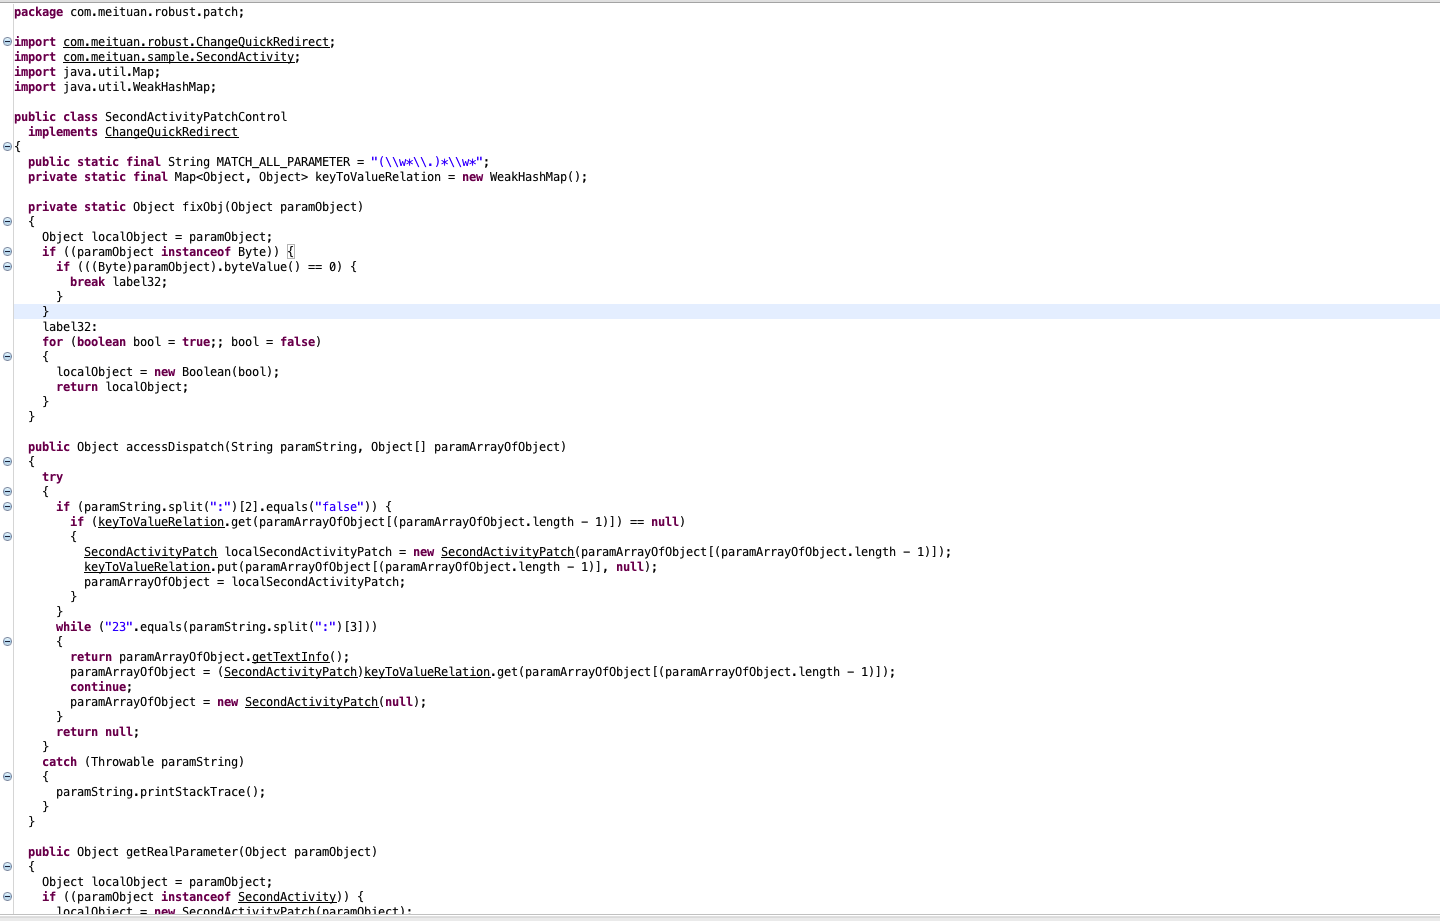 package com.meituan.robust.patch;
import com.meituan.robust.ChangeQuickRedirect;
import com.meituan.sample.SecondActivity;
import java.util.Map;
import java.util.WeakHashMap;
public class SecondActivityPatchControl
  implements ChangeQuickRedirect
{
  public static final String MATCH_ALL_PARAMETER = "(\\w*\\.)*\\w*";
  private static final Map<Object, Object> keyToValueRelation = new WeakHashMap();
  private static Object fixObj(Object paramObject)
  {
    Object localObject = paramObject;
    if ((paramObject instanceof Byte)) {
      if (((Byte)paramObject).byteValue() == 0) {
        break label32;
      }
    }
    label32:
    for (boolean bool = true;; bool = false)
    {
      localObject = new Boolean(bool);
      return localObject;
    }
  }
  public Object accessDispatch(String paramString, Object[] paramArrayOfObject)
  {
    try
    {
      if (paramString.split(":")[2].equals("false")) {
        if (keyToValueRelation.get(paramArrayOfObject[(paramArrayOfObject.length - 1)]) == null)
        {
          SecondActivityPatch localSecondActivityPatch = new SecondActivityPatch(paramArrayOfObject[(paramArrayOfObject.length - 1)]);
          keyToValueRelation.put(paramArrayOfObject[(paramArrayOfObject.length - 1)], null);
          paramArrayOfObject = localSecondActivityPatch;
        }
      }
      while ("23".equals(paramString.split(":")[3]))
      {
        return paramArrayOfObject.getTextInfo();
        paramArrayOfObject = (SecondActivityPatch)keyToValueRelation.get(paramArrayOfObject[(paramArrayOfObject.length - 1)]);
        continue;
        paramArrayOfObject = new SecondActivityPatch(null);
      }
      return null;
    }
    catch (Throwable paramString)
    {
      paramString.printStackTrace();
    }
  }
  public Object getRealParameter(Object paramObject)
  {
    Object localObject = paramObject;
    if ((paramObject instanceof SecondActivity)) {
      localObject = new SecondActivityPatch(paramObject);